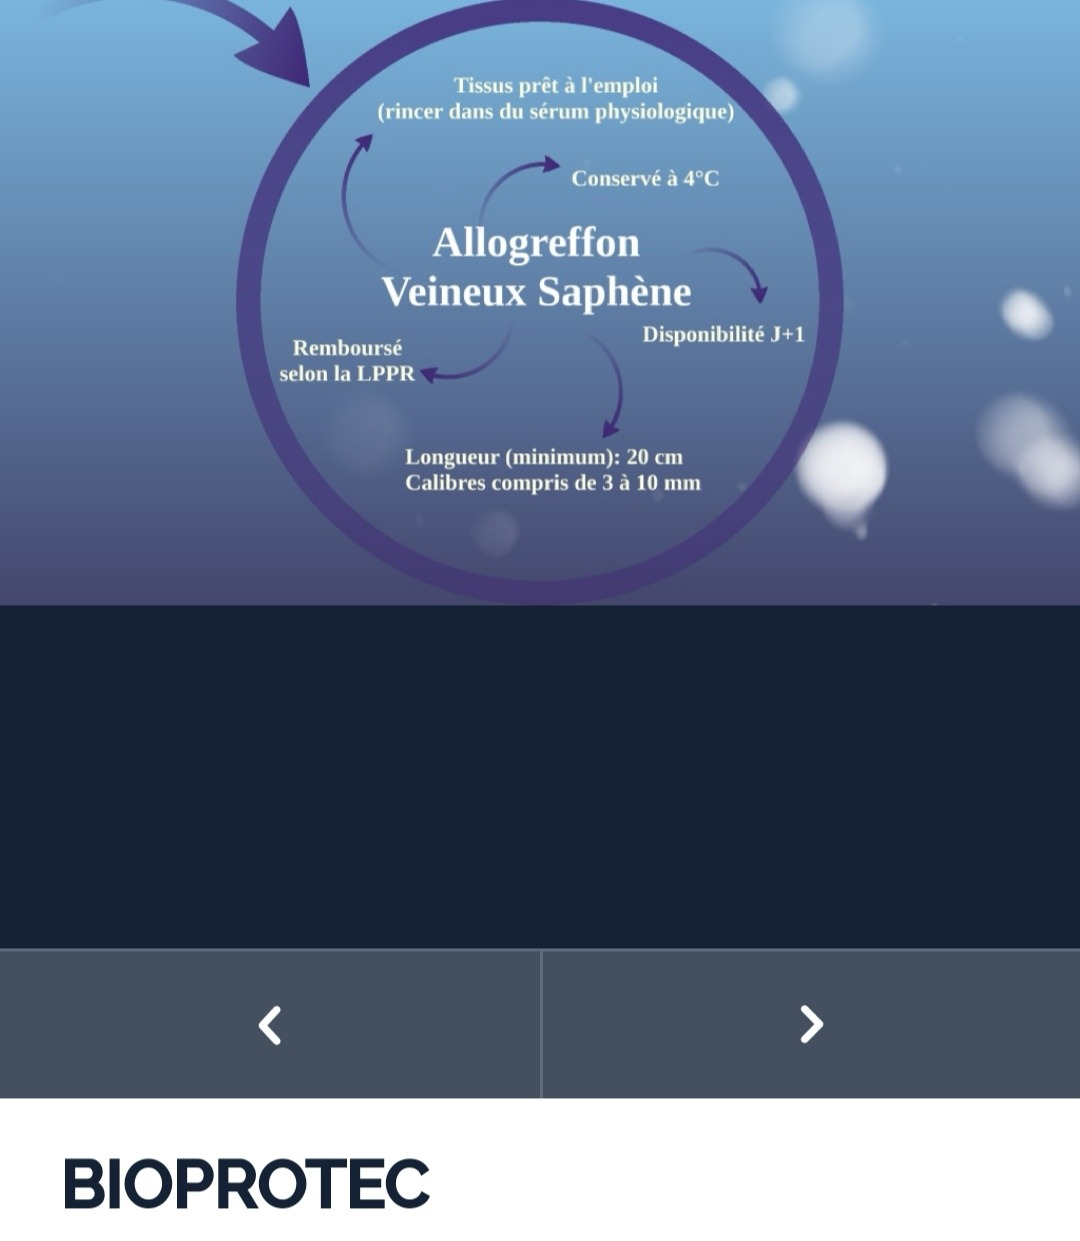 Tissus prêt à l'emploi
(rincer dans du sérum physiologique)
Conservé à 4°C
Allogreffon
Veineux Saphène
Disponibilité J+1
Remboursé
selon la LPPR
Longueur (minimum): 20 cm
Calibres compris de 3 à 10 mm
BIOPROTEC